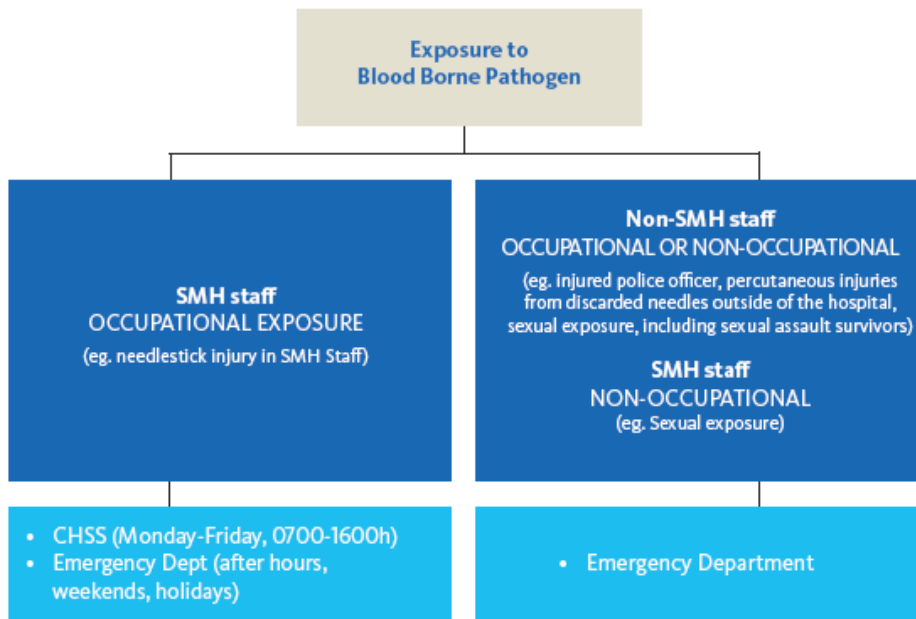 Exposure to
Blood Borne Pathogen
SMH staff
OCCUPATIONAL EXPOSURE
(eg. needlestick injury in SMH Staff)
Non-SMH staff
OCCUPATIONAL OR NON-OCCUPATIONAL
(eg. injured police officer, percutaneous injuries
from discarded needles outside of the hospital,
sexual exposure, including sexual assault survivors)
SMH staff
NON-OCCUPATIONAL
(eg. Sexual exposure)
• CHSS (Monday-Friday, 0700-1600h)
• Emergency Dept (after hours,
weekends, holidays)
• Emergency Department